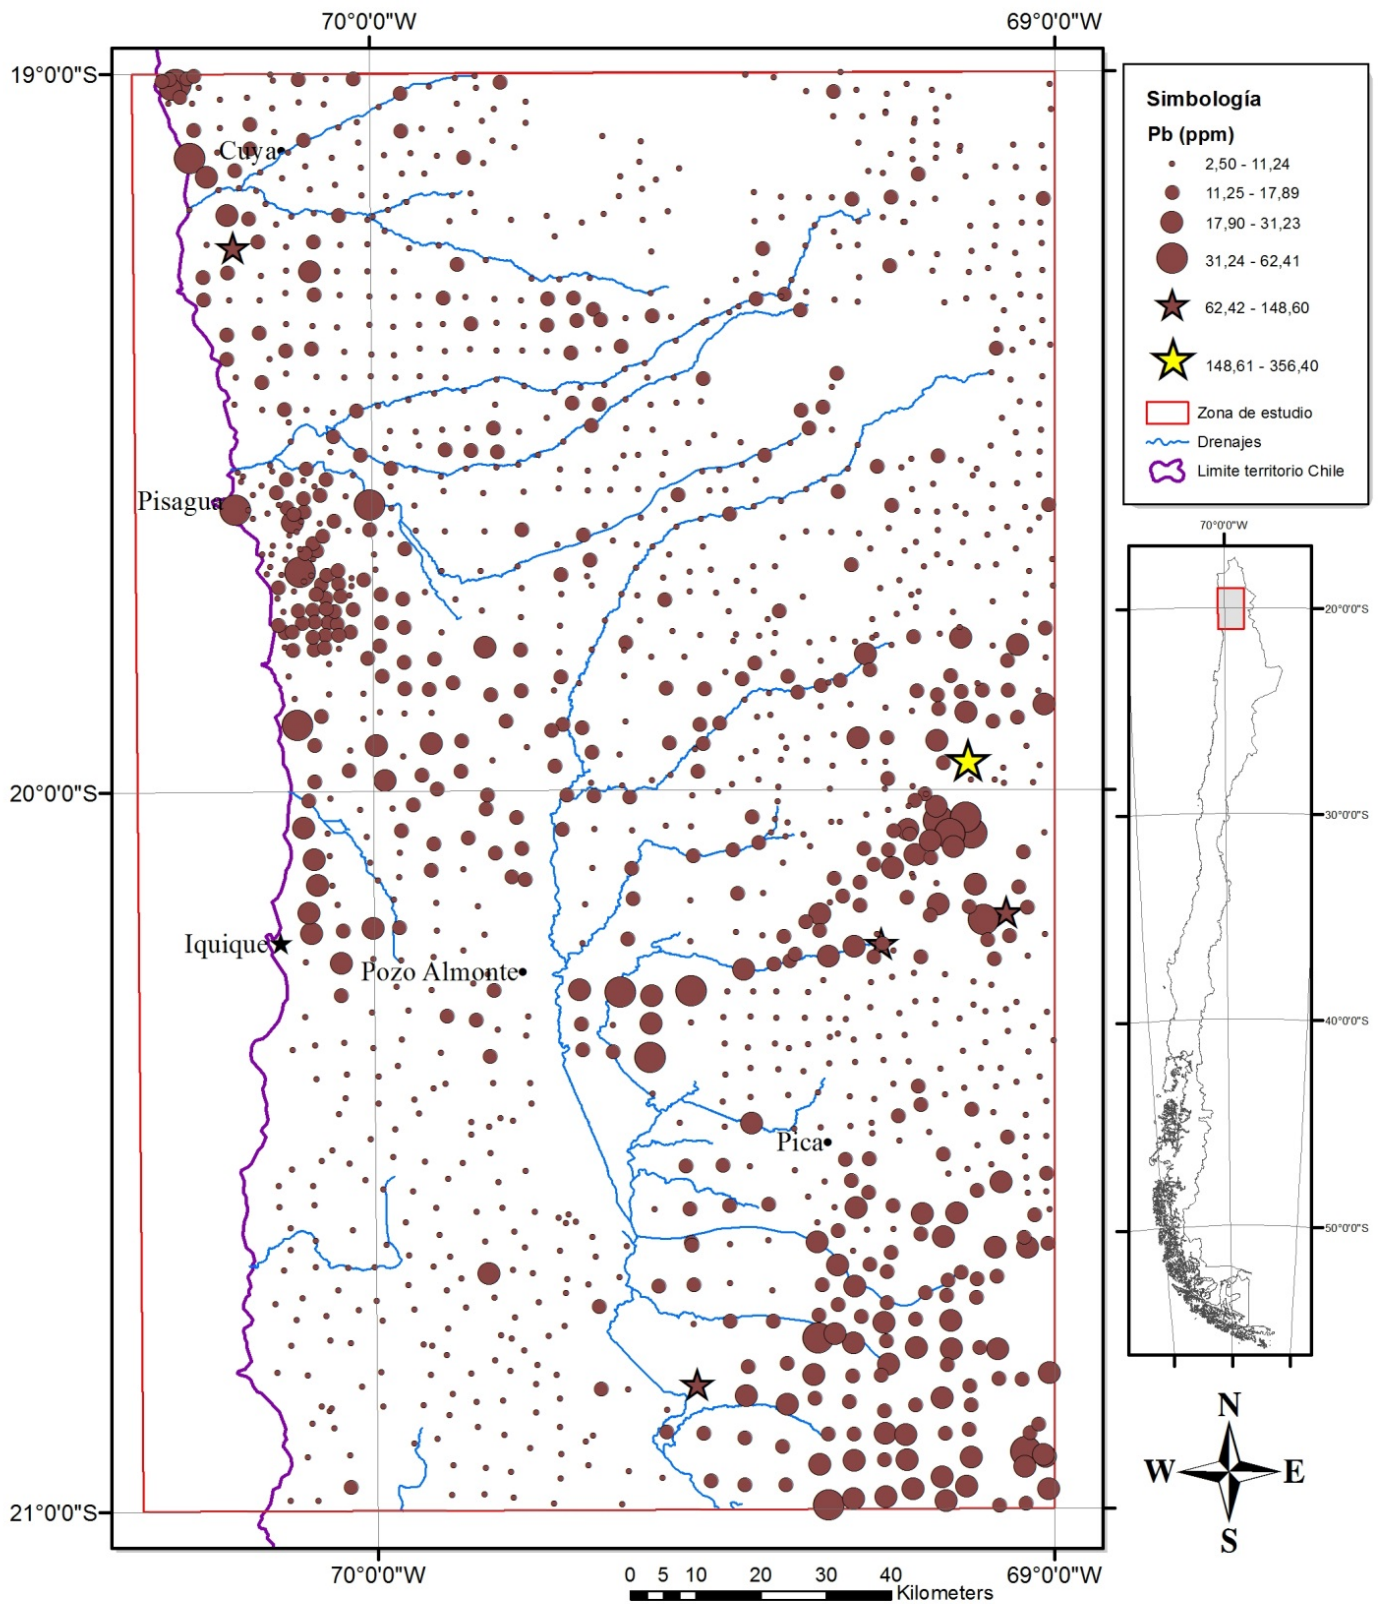 70°0'0"W
69°0'0"W
19°0'0"S
Simbología
Pb (ppm)
2,50 - 11,24
11,25 - 17,89
17,90 - 31,23
31,24 - 62,41
62,42 - 148,60
148,61 - 356,40
Zona de estudio
Drenajes
Limite territorio Chile
Cuya
Pisagua
70°0'0"W
20°0'0"S
20°0'0"S
30°0'0"S
Iquique
Pozo Almonte
40°0'0"S
Pica
50°0'0"S
N
W
E
S
21°0'0"S
70°0'0"W
69°0'0"W
0 5 10 20 30 40
Kilometers